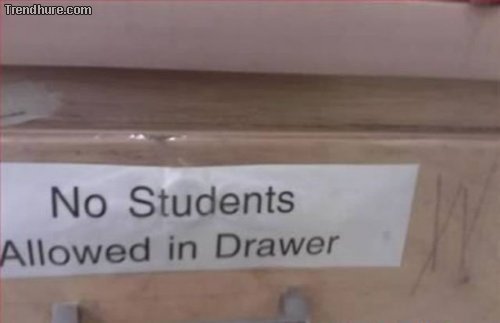 Trendhure.com
No Students
Allowed in Drawer